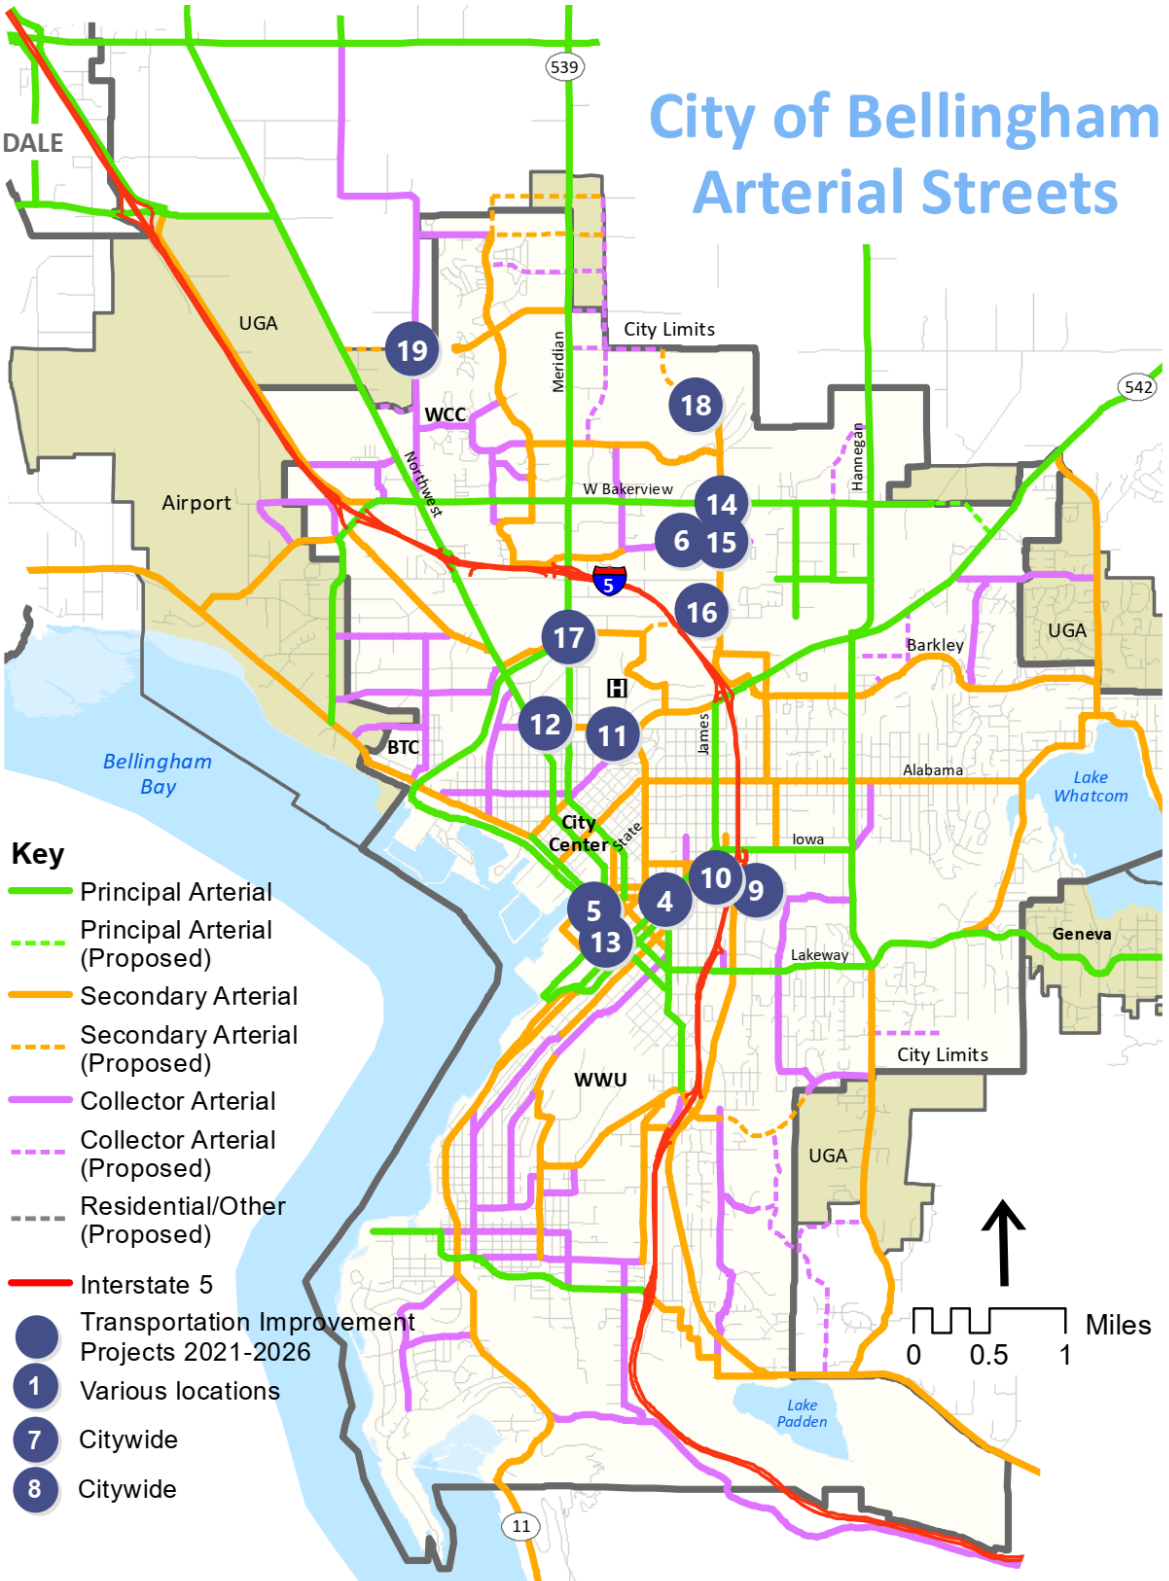 539
City of Bellingham
Arterial Streets
DALE
UGA
City Limits
19
Meridian
542
18
WCC
Hannegan
Northwest
W Bakerview
Airport
14
6
15
5
16
17
UGA
Barkley
H
12
11
James
BTC
Bellingham
Bay
Alabama
Lake
Whatcom
City
Center
State
Iowa
Key
10
9
4
5
13
Principal Arterial
Principal Arterial
(Proposed)
Geneva
Lakeway
Secondary Arterial
Secondary Arterial
(Proposed)
City Limits
WWU
Collector Arterial
Collector Arterial
(Proposed)
UGA
Residential/Other
(Proposed)
Interstate 5
Transportation Improvement
Projects 2021-2026
Miles
0 0.5 1
1
Various locations
Lake
Padden
7
Citywide
8
Citywide
11